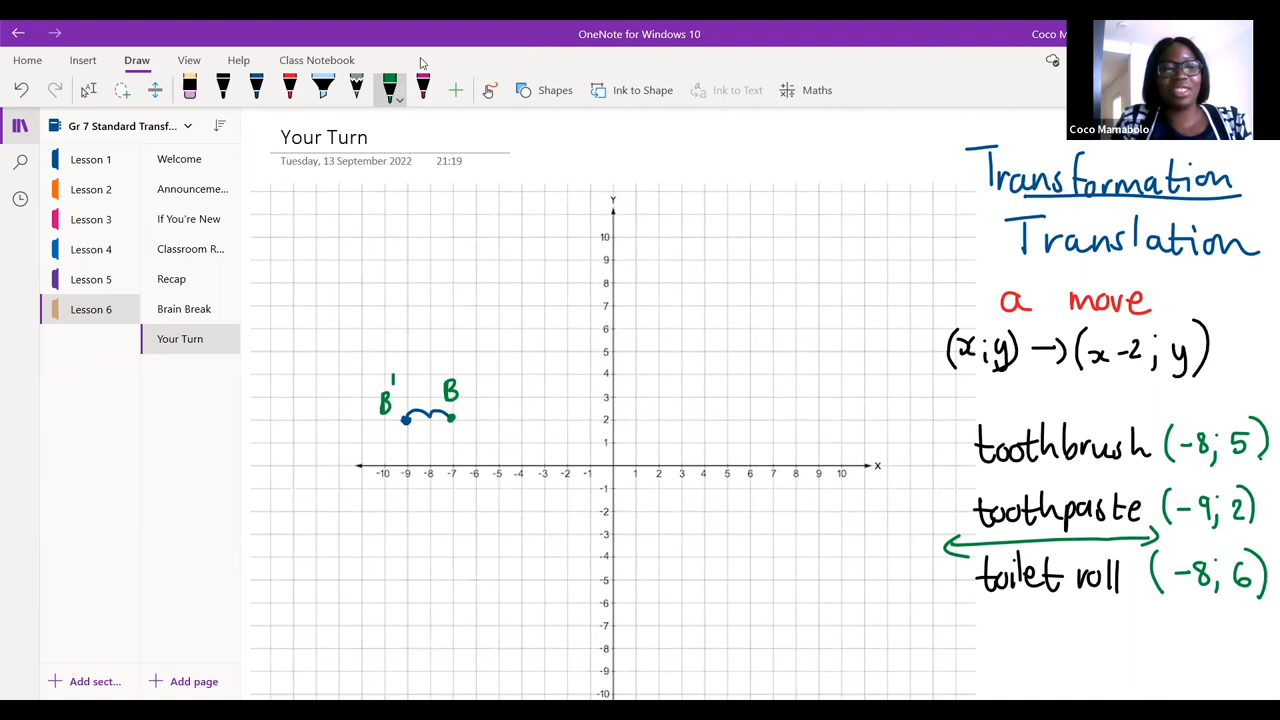 OneNote for Windows 10
Coco M
Home Insert Draw View Help Class Notebook
Shapes Ink to Shape Ink to Text Maths
Coco Mamabolo
Gr 7 Standard Transf...
Lesson 1
Lesson 2
Lesson 3
Lesson 4
Lesson 5
Lesson 6
Welcome
Announceme...
If You're New
Classroom R...
Recap
Brain Break
Your Turn
Add sect...
Add page
Your Turn
Tuesday, 13 September 2022 21:19
Y
10
9
8
7
6
5
4
3
2
1
-10 -9 -8 -7 -6 -5 -4 -3 -2 -1 1 2 3 4 5 6 7 8 9 10 X
-1
-2
-3
-4
-5
-6
-7
-8
-9
-10
B' B
Transformation
Translation
a move
(x;y) → (x-2; y)
toothbrush (-8; 5)
toothpaste (-9; 2)
toilet roll (-8; 6)